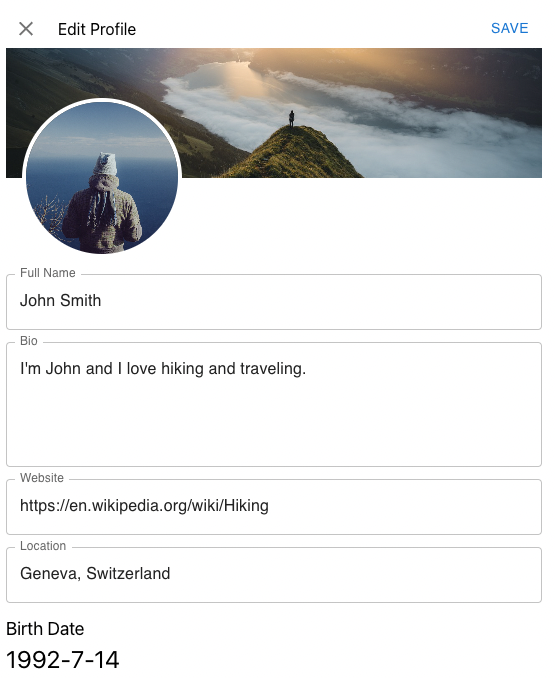 Edit Profile SAVE
Full Name
John Smith
Bio
I'm John and I love hiking and traveling.
Website
https://en.wikipedia.org/wiki/Hiking
Location
Geneva, Switzerland
Birth Date
1992-7-14